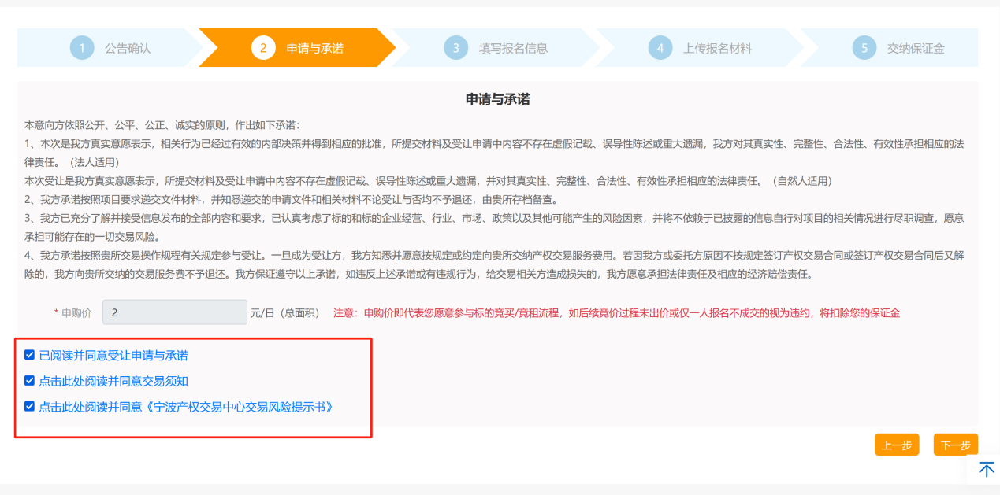 1 公告确认 2 申请与承诺 3 填写报名信息 4 上传报名材料 5 交纳保证金
申请与承诺
本意向方依照公开、公平、公正、诚实的原则，作出如下承诺：
1、本次是我方真实意愿表示，相关行为已经过有效的内部决策并得到相应的批准，所提交材料及受让申请中内容不存在虚假记载、误导性陈述或重大遗漏，我方对其真实性、完整性、合法性、有效性承担相应的法
律责任。（法人适用）
本次受让是我方真实意愿表示，所提交材料及受让申请中内容不存在虚假记载、误导性陈述或重大遗漏，并对其真实性、完整性、合法性、有效性承担相应的法律责任。（自然人适用）
2、我方承诺按照项目要求递交文件材料，并知悉递交的申请文件和相关材料不论受让与否均不予退还，由贵所存档备查。
3、我方已充分了解并接受信息发布的全部内容和要求，已认真考虑了标的和标的企业经营、行业、市场、政策以及其他可能产生的风险因素，并将不依赖于已披露的信息自行对项目的相关情况进行尽职调查，愿意
承担可能存在的一切交易风险。
4、我方承诺按照贵所交易操作规程有关规定参与受让。一旦成为受让方，我方知悉并愿意按规定或约定向贵所交纳产权交易服务费用。若因我方或委托方原因不按规定签订产权交易合同或签订产权交易合同后又解
除的，我方向贵所交纳的交易服务费不予退还。我方保证遵守以上承诺，如违反上述承诺或有违规行为，给交易相关方造成损失的，我方愿意承担法律责任及相应的经济赔偿责任。
* 申购价 2 元/日（总面积） 注意：申购价即代表您愿意参与标的竞买/竞租流程，如后续竞价过程未出价或仅一人报名不成交的视为违约，将扣除您的保证金
已阅读并同意受让申请与承诺
点击此处阅读并同意交易须知
点击此处阅读并同意《宁波产权交易中心交易风险提示书》
上一步 下一步